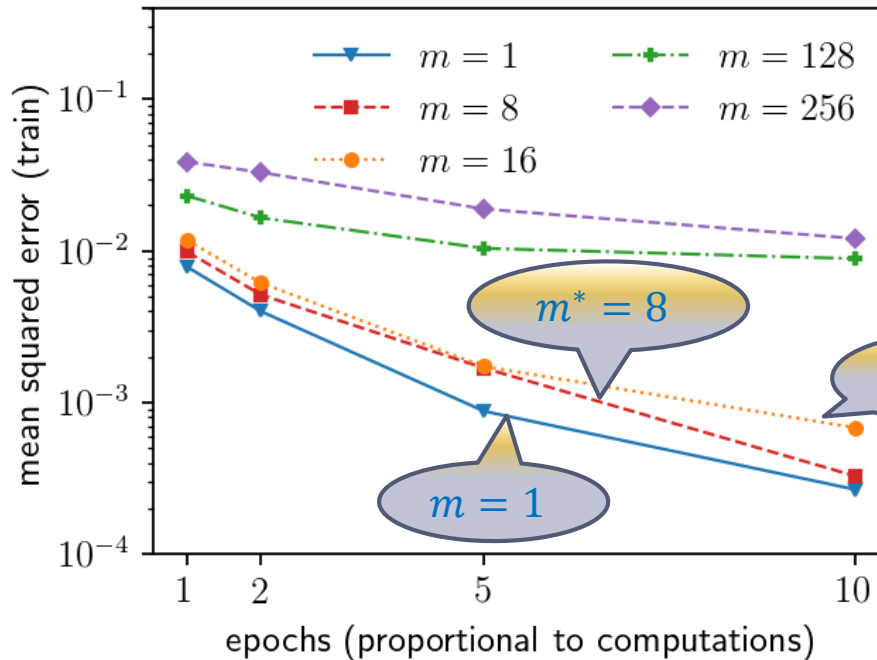 m = 1
m = 8
m = 16
m = 128
m = 256
mean squared error (train)
10⁻¹
10⁻²
10⁻³
10⁻⁴
m* = 8
m = 1
1 2 5 10
epochs (proportional to computations)